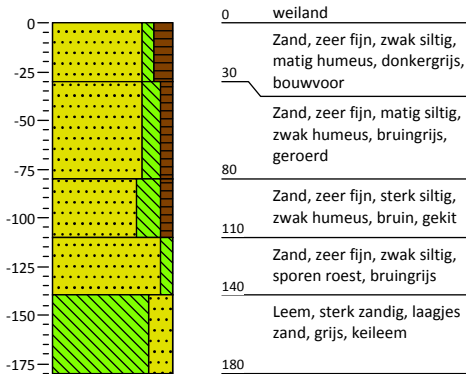 0
-25
-50
-75
-100
-125
-150
-175
0 weiland
Zand, zeer fijn, zwak siltig,
matig humeus, donkergrijs,
bouwvoor
30
Zand, zeer fijn, matig siltig,
zwak humeus, bruingrijs,
geroerd
80
Zand, zeer fijn, sterk siltig,
zwak humeus, bruin, gekit
110
Zand, zeer fijn, zwak siltig,
sporen roest, bruingrijs
140
Leem, sterk zandig, laagjes
zand, grijs, keileem
180